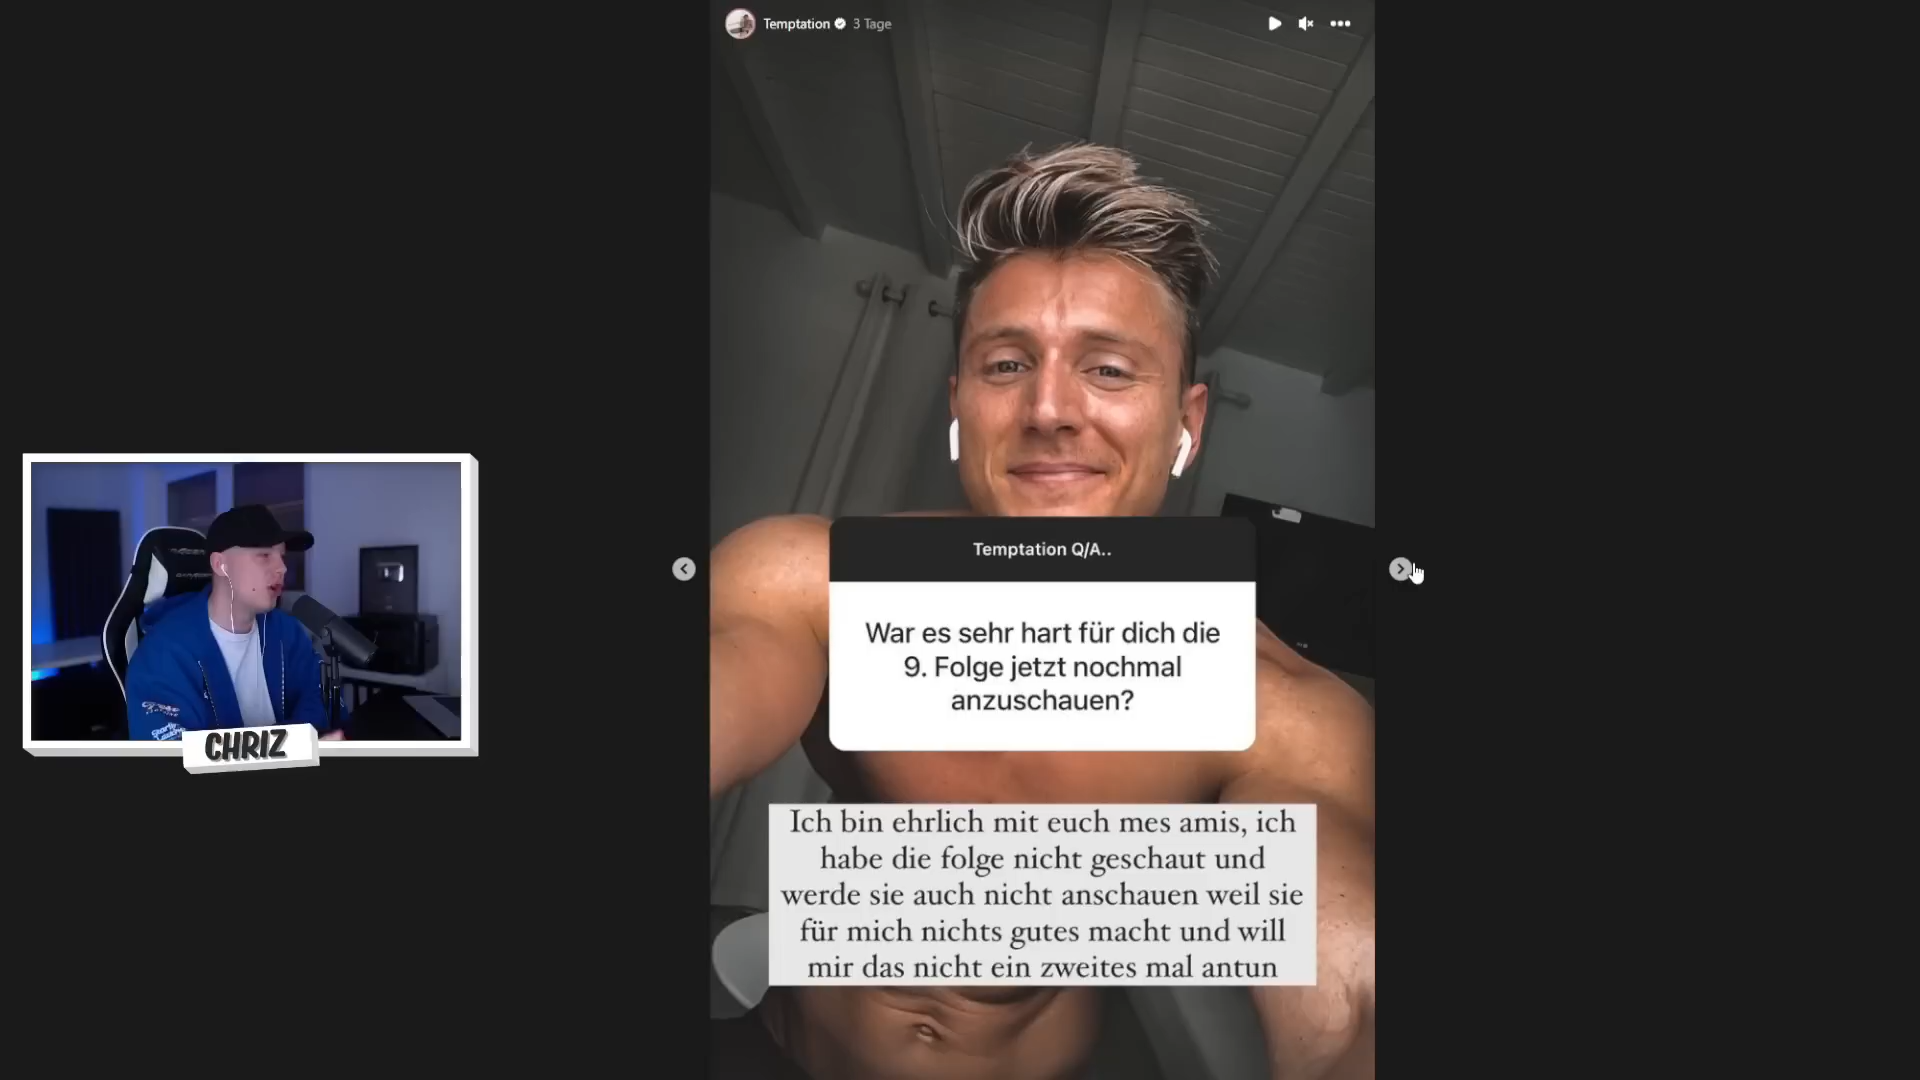 Temptation 3 Tage
Temptation Q/A..
War es sehr hart für dich die
9. Folge jetzt nochmal
anzuschauen?
Ich bin ehrlich mit euch mes amis, ich
habe die folge nicht geschaut und
werde sie auch nicht anschauen weil sie
für mich nichts gutes macht und will
mir das nicht ein zweites mal antun
CHRIZ